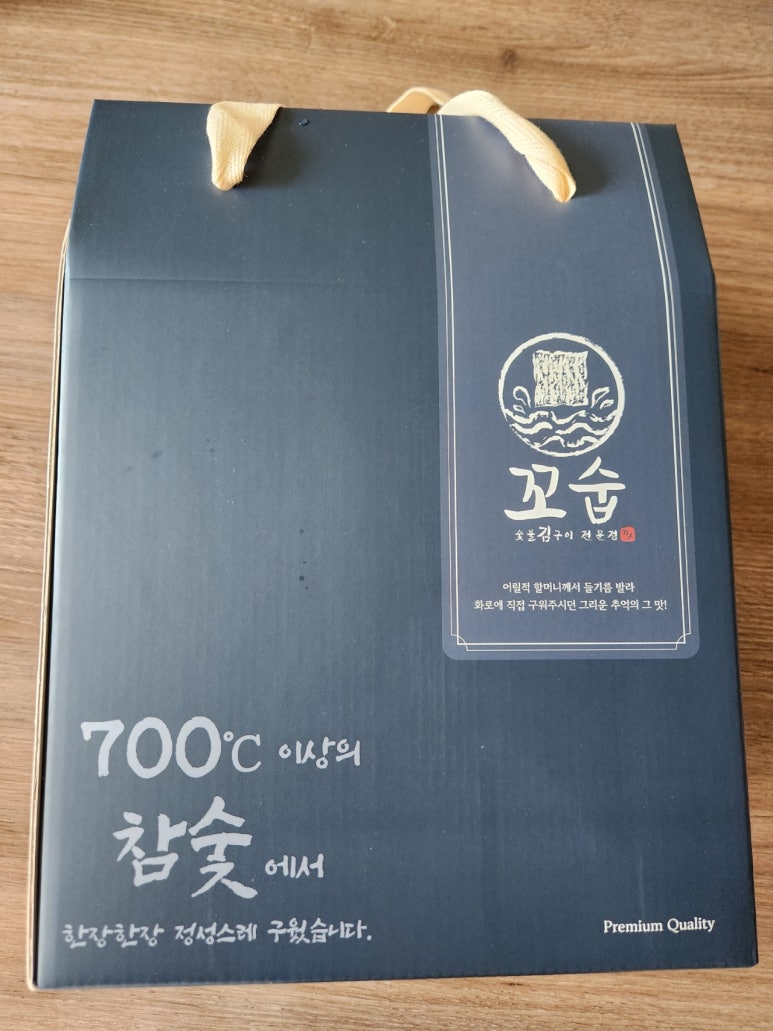 꼬숩
숯불김구이 전문점
어릴적 할머니께서 들기름 발라
화로에 직접 구워주시던 그리운 추억의 그 맛!
700℃ 이상의
참숯에서
한장한장 정성스레 구웠습니다.
Premium Quality